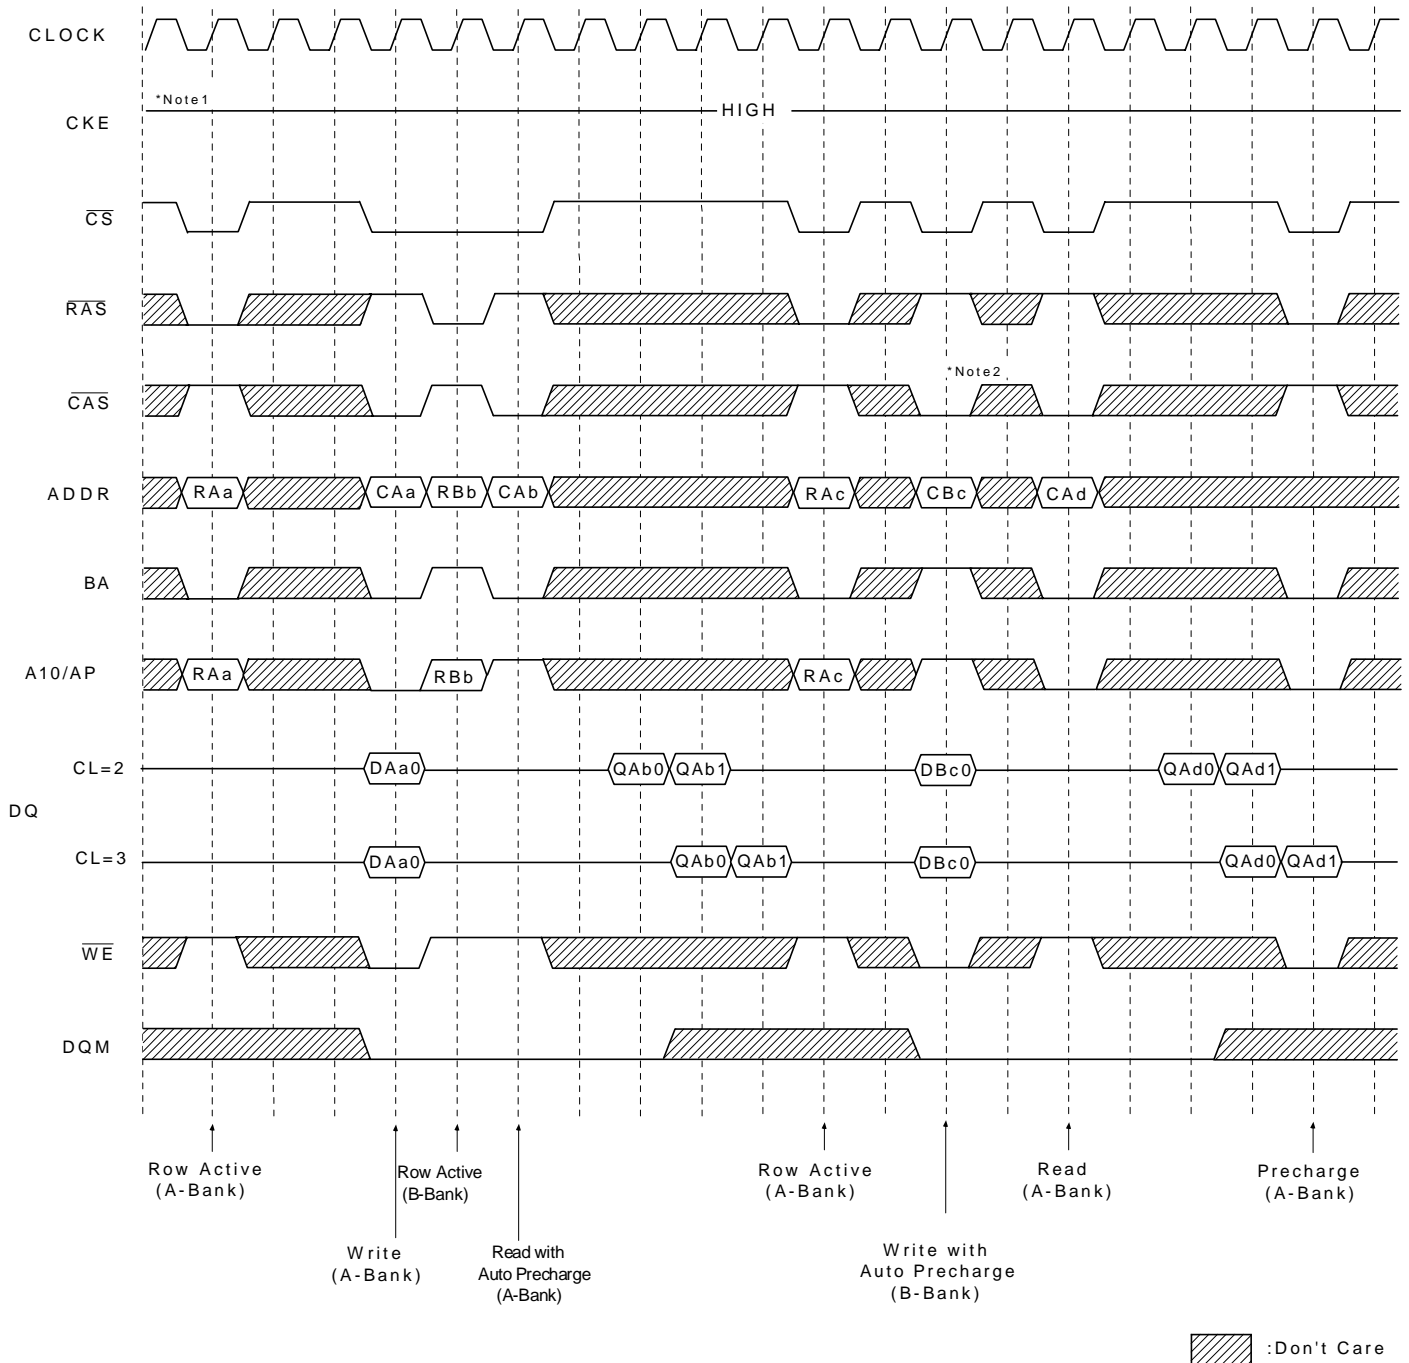 CLOCK
*Note1
HIGH
CKE
CS
RAS
*Note2
CAS
ADDR RAa CAa RBb CAb RAc CBc CAd
BA
A10/AP RAa RBb RAc
CL=2 DAa0 QAb0 QAb1 DBc0 QAd0 QAd1
DQ
CL=3 DAa0 QAb0 QAb1 DBc0 QAd0 QAd1
WE
DQM
Row Active
(A-Bank)
Row Active
(B-Bank)
Row Active
(A-Bank)
Read
(A-Bank)
Precharge
(A-Bank)
Write
(A-Bank)
Read with
Auto Precharge
(A-Bank)
Write with
Auto Precharge
(B-Bank)
:Don't Care